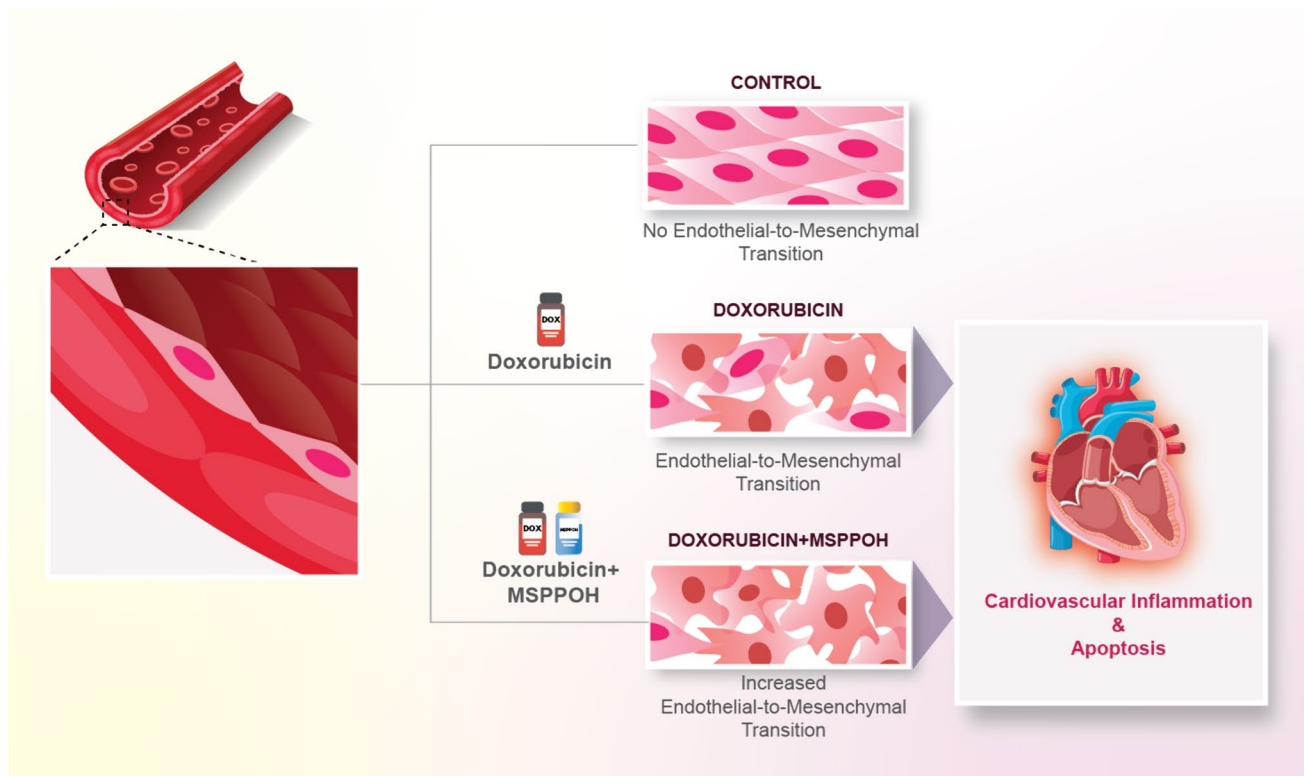 CONTROL
No Endothelial-to-Mesenchymal
Transition
DOX
Doxorubicin
DOXORUBICIN
Endothelial-to-Mesenchymal
Transition
DOX
MSPPOH
Doxorubicin+
MSPPOH
DOXORUBICIN+MSPPOH
Increased
Endothelial-to-Mesenchymal
Transition
Cardiovascular Inflammation
&
Apoptosis